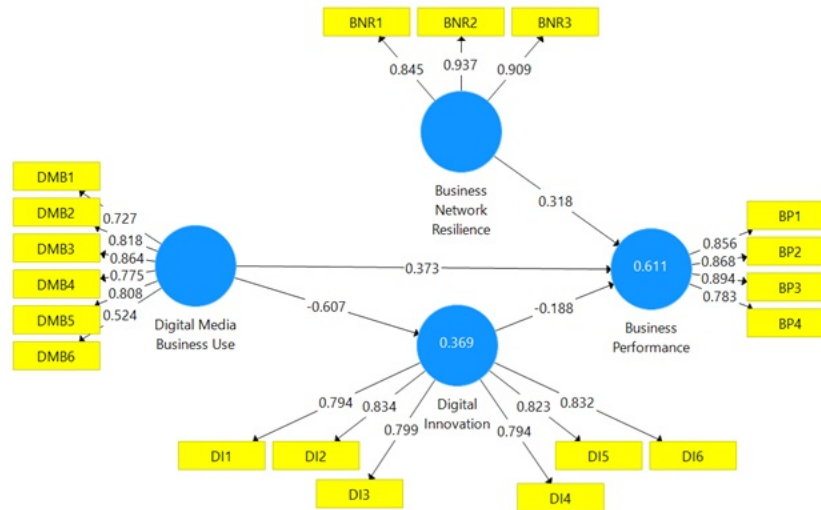 BNR1 BNR2 BNR3
0.845 0.937 0.909
Business
Network
Resilience
0.318
DMB1
DMB2
DMB3
DMB4
DMB5
DMB6
0.727
0.818
0.864
0.775
0.808
0.524
Digital Media
Business Use
0.373
-0.607
-0.188
0.611
Business
Performance
0.856
0.868
0.894
0.783
BP1
BP2
BP3
BP4
0.369
Digital
Innovation
0.794
0.834
0.799
0.794
0.823
0.832
DI1
DI2
DI3
DI4
DI5
DI6